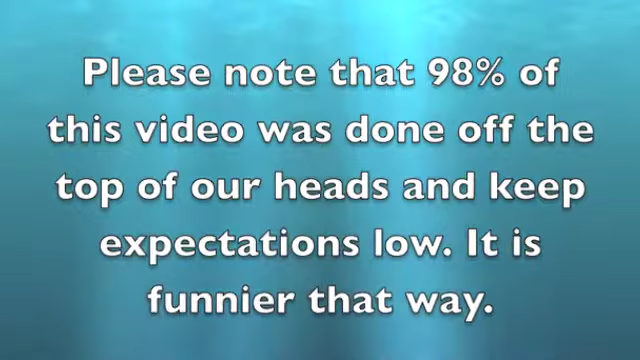 Please note that 98% of
this video was done off the
top of our heads and keep
expectations low. It is
funnier that way.